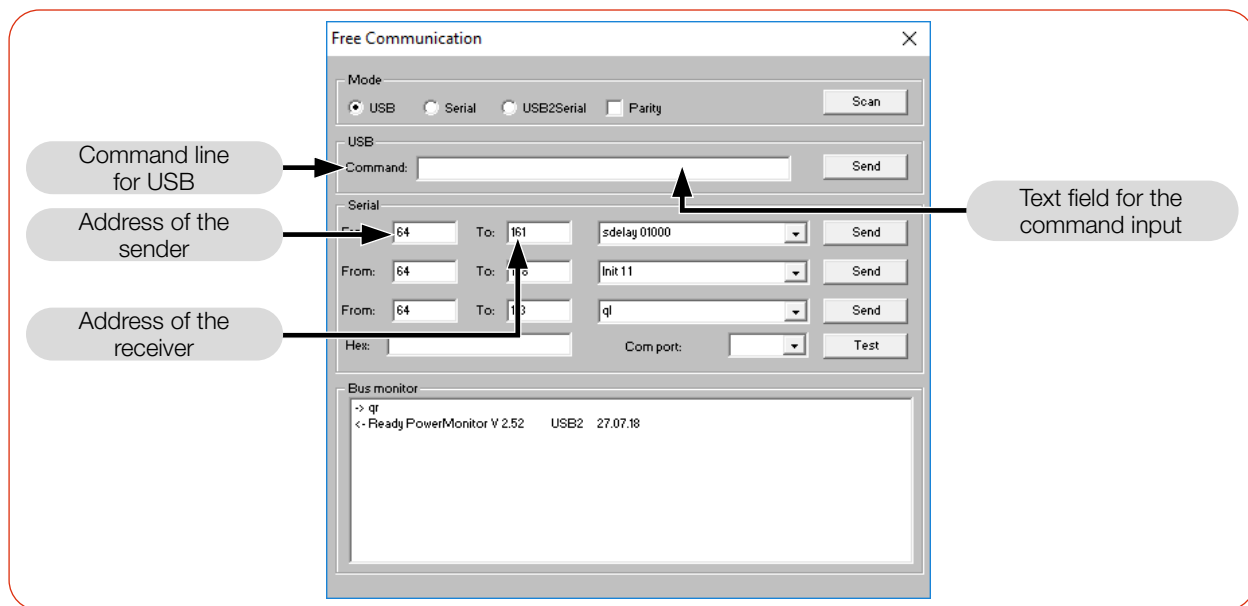 Free Communication
Mode
USB Serial USB2Serial Parity Scan
USB
Command line
for USB
Command: Send
Text field for the
command input
Serial
Address of the
sender
64 To: 161 sdelay 01000 Send
From: 64 To: Init 11 Send
From: 64 To: ql Send
Address of the
receiver
Hex: Com port: Test
Bus monitor
-> qr
<- Ready PowerMonitor V 2.52 USB2 27.07.18